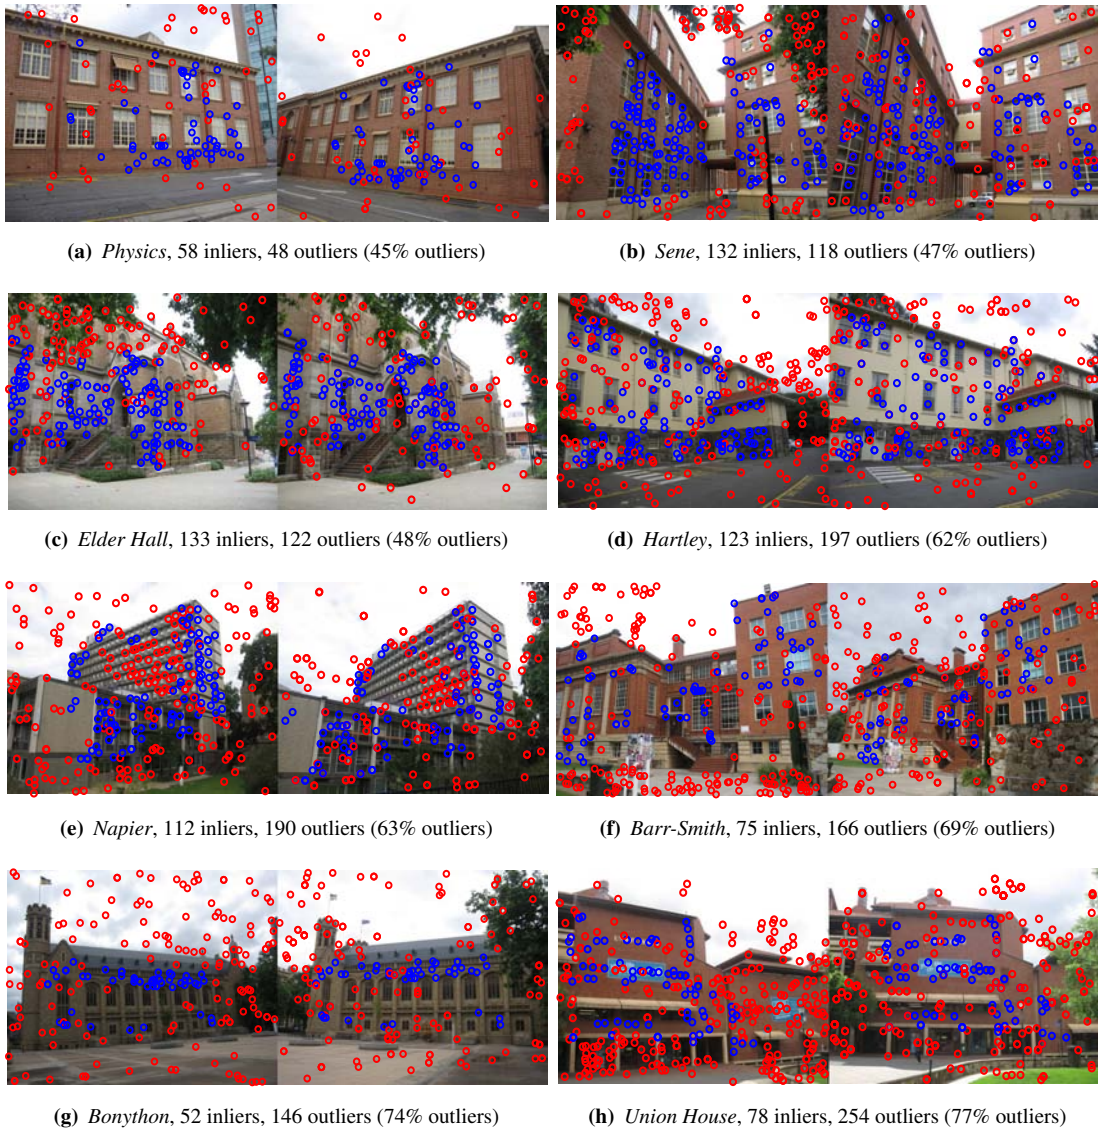 (a) Physics, 58 inliers, 48 outliers (45% outliers)
(b) Sene, 132 inliers, 118 outliers (47% outliers)
(c) Elder Hall, 133 inliers, 122 outliers (48% outliers)
(d) Hartley, 123 inliers, 197 outliers (62% outliers)
(e) Napier, 112 inliers, 190 outliers (63% outliers)
(f) Barr-Smith, 75 inliers, 166 outliers (69% outliers)
(g) Bonython, 52 inliers, 146 outliers (74% outliers)
(h) Union House, 78 inliers, 254 outliers (77% outliers)